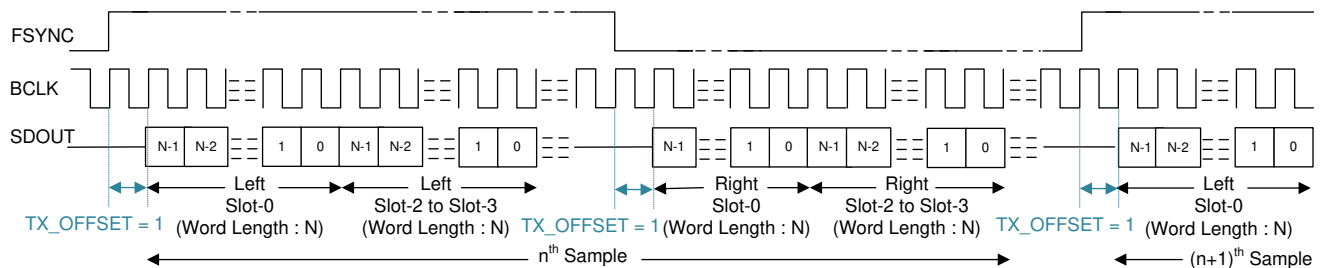 FSYNC
BCLK
SDOUT
N-1 N-2 1 0 N-1 N-2 1 0 N-1 1 0 N-1 N-2 1 0 N-1 N-2 1 0
Left Left Right Right Left
Slot-0 Slot-2 to Slot-3 Slot-0 Slot-2 to Slot-3 Slot-0
TX_OFFSET = 1 (Word Length : N) (Word Length : N) TX_OFFSET = 1 (Word Length : N) (Word Length : N) TX_OFFSET = 1 (Word Length : N)
nth Sample (n+1)th Sample